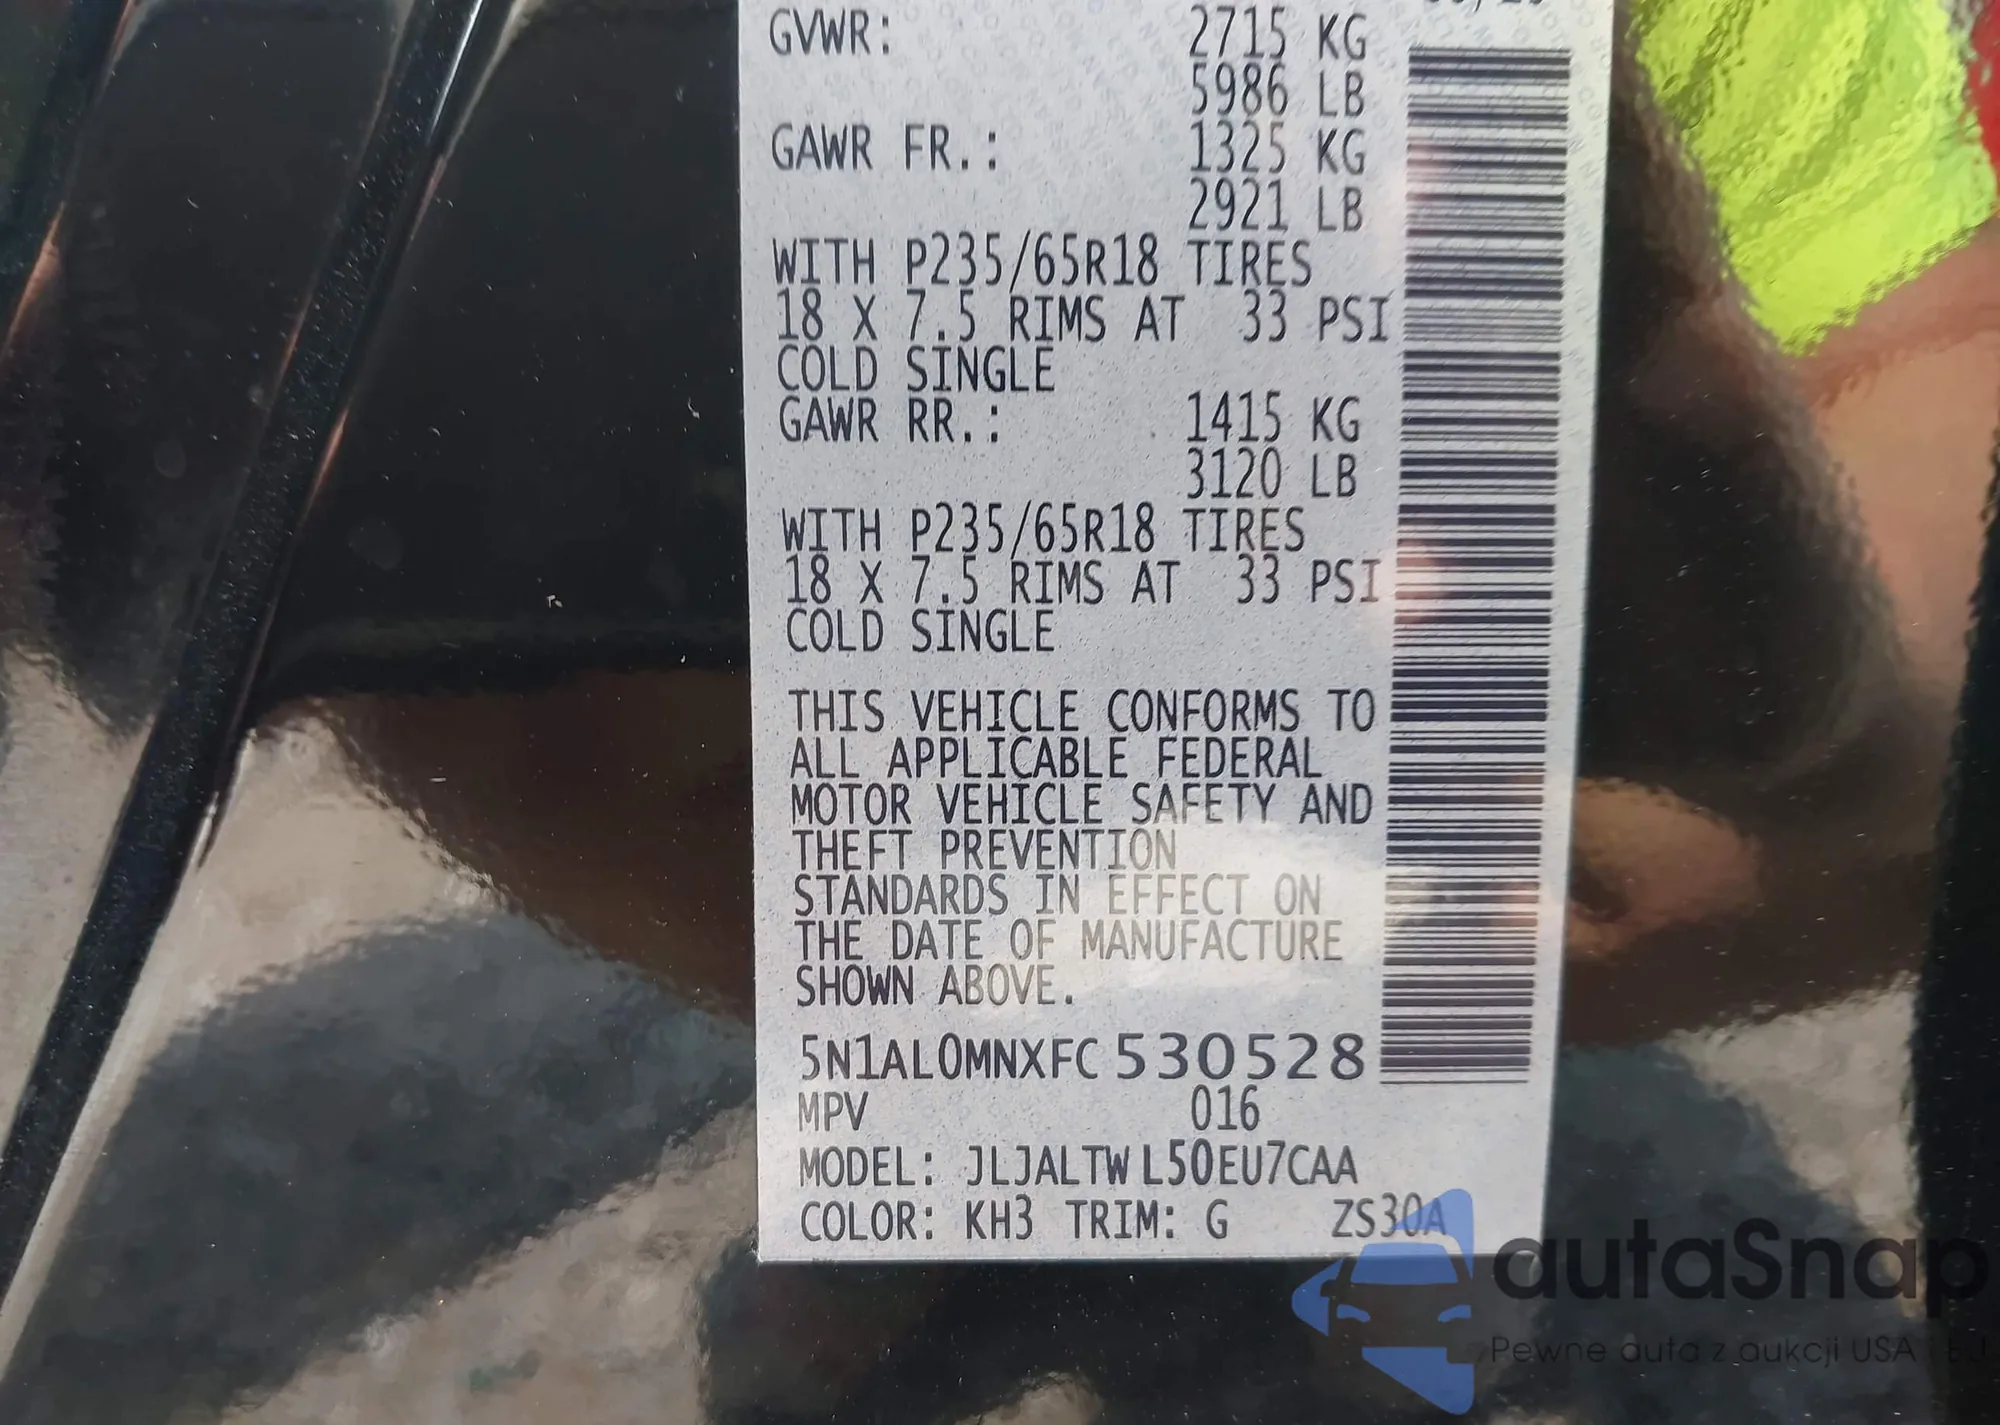 GVWR: 2715 KG
5986 LB
GAWR FR.: 1325 KG
2921 LB
WITH P235/65R18 TIRES
18 X 7.5 RIMS AT 33 PSI
COLD SINGLE
GAWR RR.: 1415 KG
3120 LB
WITH P235/65R18 TIRES
18 X 7.5 RIMS AT 33 PSI
COLD SINGLE
THIS VEHICLE CONFORMS TO
ALL APPLICABLE FEDERAL
MOTOR VEHICLE SAFETY AND
THEFT PREVENTION
STANDARDS IN EFFECT ON
THE DATE OF MANUFACTURE
SHOWN ABOVE.
5N1AL0MNXFC530528
MPV 016
MODEL: JLJALTWL50EU7CAA
COLOR: KH3 TRIM: G ZS30A
autaSnap
Pewne auta z aukcji USA i EU